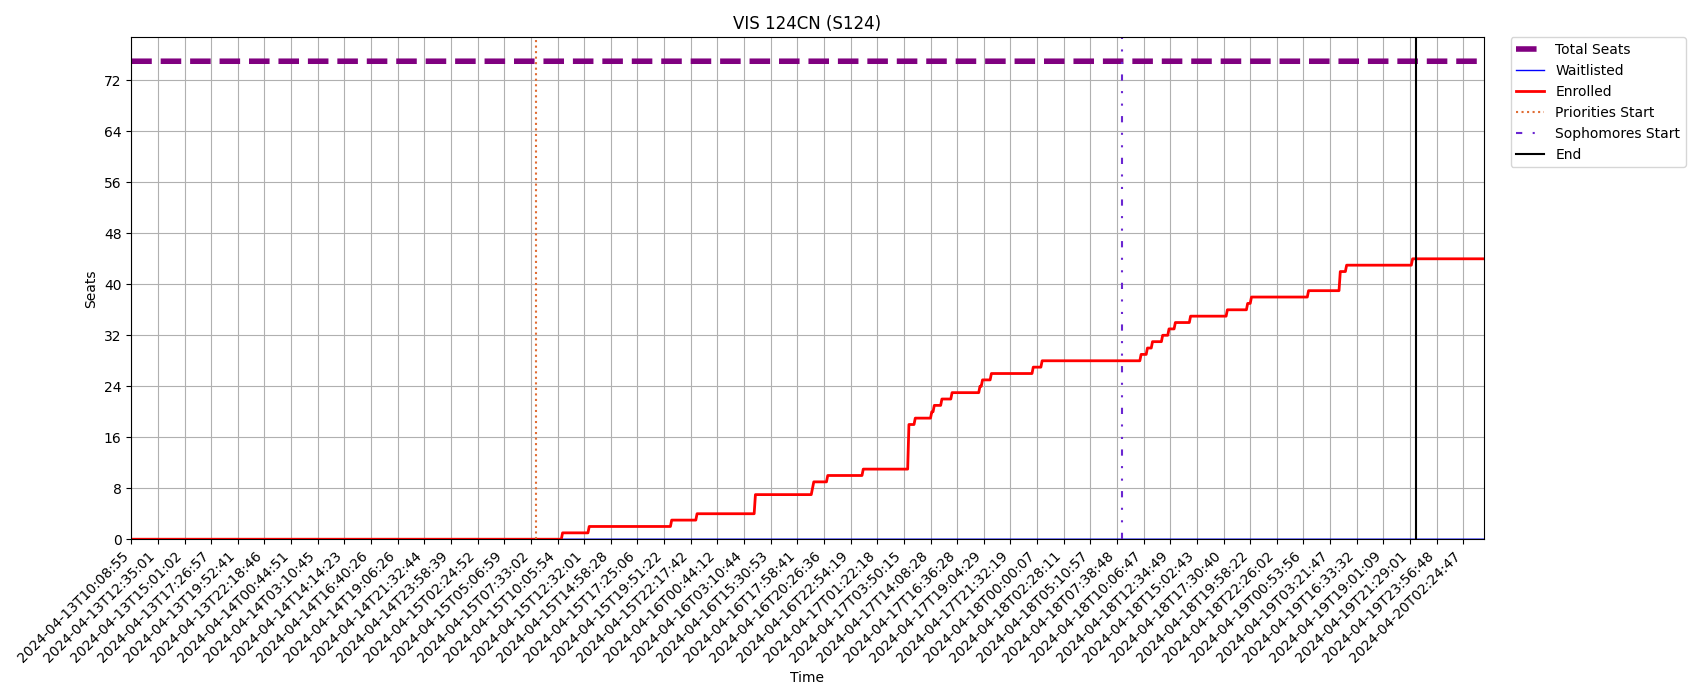 VIS 124CN (S124)
Total Seats
Waitlisted
Enrolled
Priorities Start
Sophomores Start
End
Seats
72
64
56
48
40
32
24
16
8
0
2024-04-13T10:08:55
2024-04-13T12:35:01
2024-04-13T15:01:02
2024-04-13T17:26:57
2024-04-13T19:52:41
2024-04-13T22:18:46
2024-04-14T00:44:51
2024-04-14T03:10:45
2024-04-14T14:14:23
2024-04-14T16:40:26
2024-04-14T19:06:26
2024-04-14T21:32:44
2024-04-14T23:58:39
2024-04-15T02:24:52
2024-04-15T05:06:59
2024-04-15T07:33:02
2024-04-15T10:05:54
2024-04-15T12:32:01
2024-04-15T14:58:28
2024-04-15T17:25:06
2024-04-15T19:51:22
2024-04-15T22:17:42
2024-04-16T00:44:12
2024-04-16T03:10:44
2024-04-16T15:30:53
2024-04-16T17:58:41
2024-04-16T20:26:36
2024-04-16T22:54:19
2024-04-17T01:22:18
2024-04-17T03:50:15
2024-04-17T14:08:28
2024-04-17T16:36:28
2024-04-17T19:04:29
2024-04-17T21:32:19
2024-04-18T00:00:07
2024-04-18T02:28:11
2024-04-18T05:10:57
2024-04-18T07:38:48
2024-04-18T10:06:47
2024-04-18T12:34:49
2024-04-18T15:02:43
2024-04-18T17:30:40
2024-04-18T19:58:22
2024-04-18T22:26:02
2024-04-19T00:53:56
2024-04-19T03:21:47
2024-04-19T16:33:32
2024-04-19T19:01:09
2024-04-19T21:29:01
2024-04-19T23:56:48
2024-04-20T02:24:47
Time